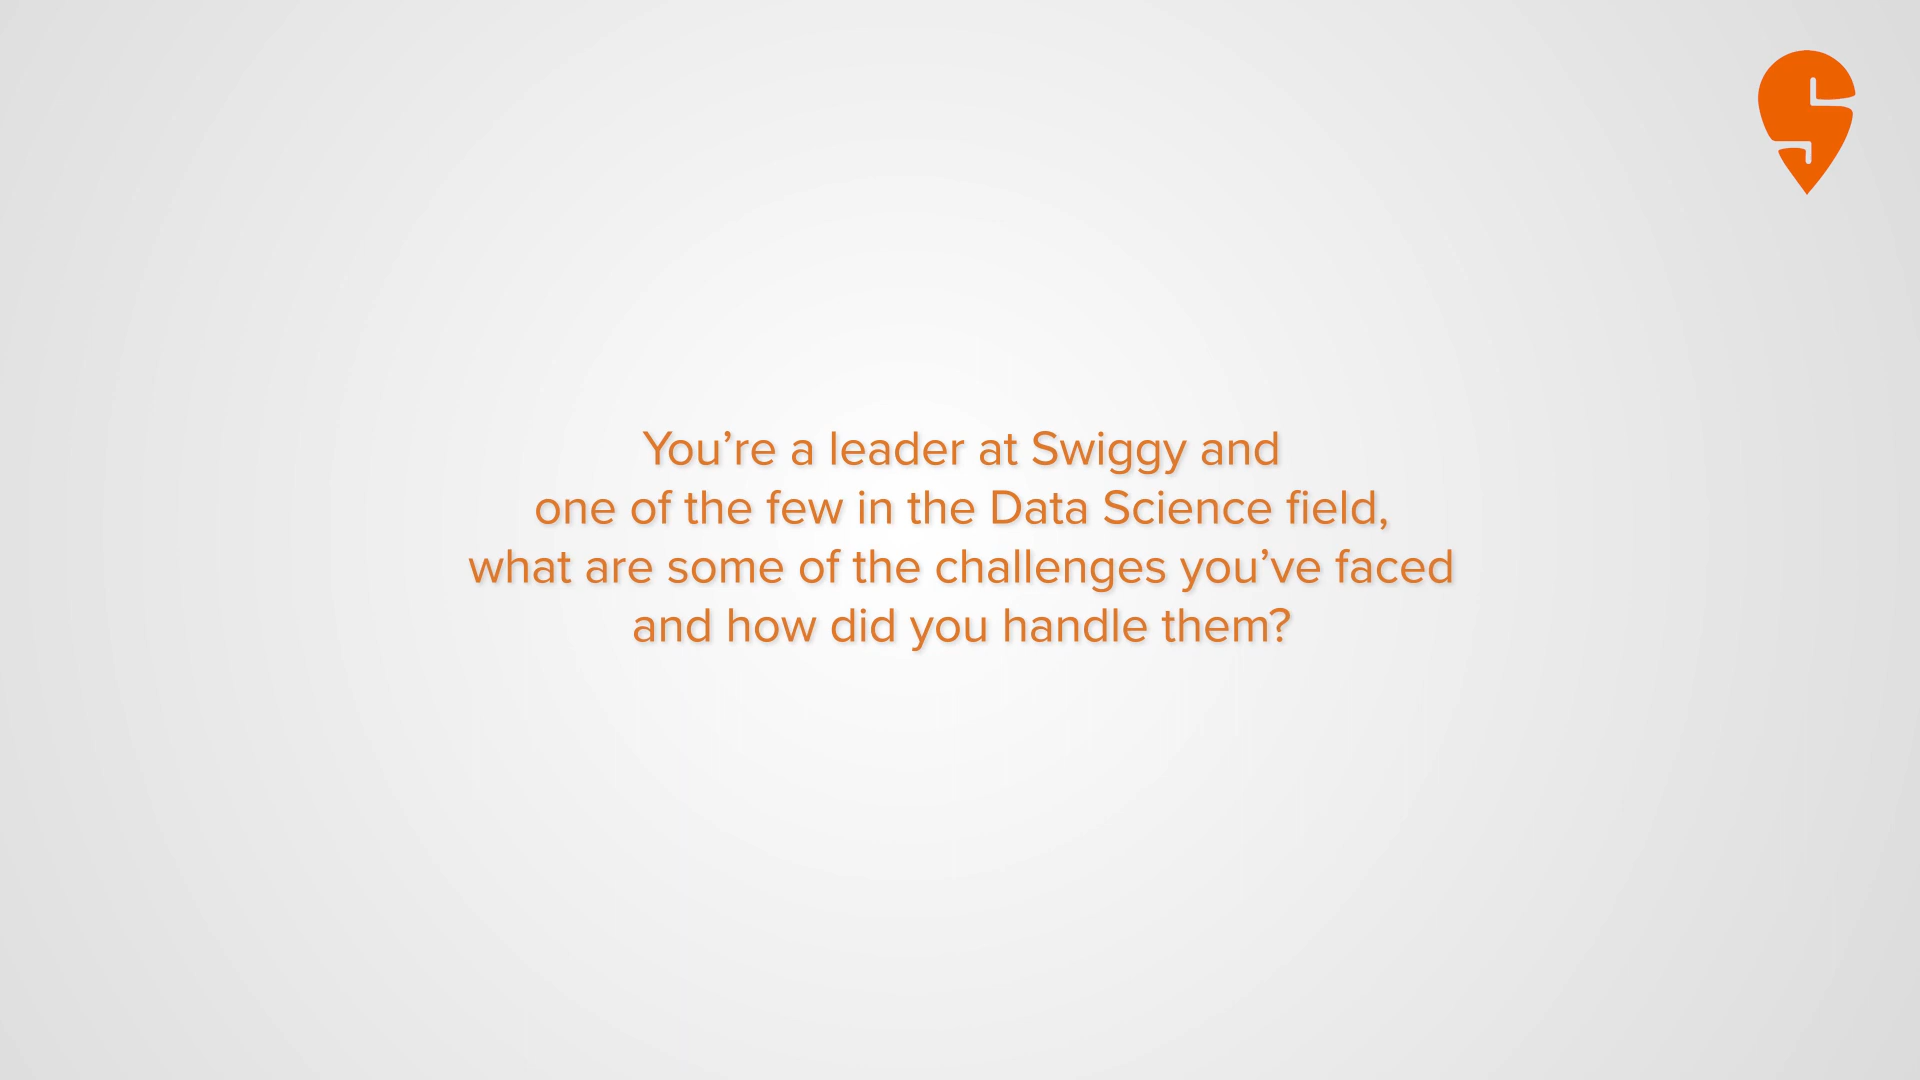 You’re a leader at Swiggy and
one of the few in the Data Science field,
what are some of the challenges you’ve faced
and how did you handle them?